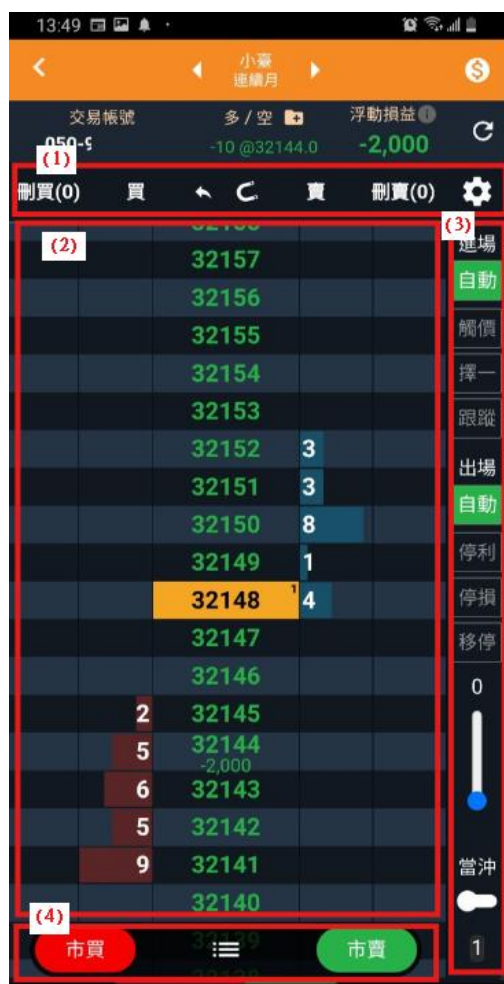 13:49
小臺
連續月
交易帳號 多 / 空 浮動損益
050-9 -10 @32144.0 -2,000
(1)
刪買(0) 買 賣 刪賣(0)
(2) (3)
進場
32157
自動
32156
32155 觸價
32154 擇一
32153 跟蹤
32152 3
出場
32151 3
自動
32150 8
32149 1 停利
32148 1 4 停損
32147 移停
32146
0
2 32145
5 32144
-2,000
6 32143
5 32142
9 32141 當沖
32140
(4)
市買 市賣 1